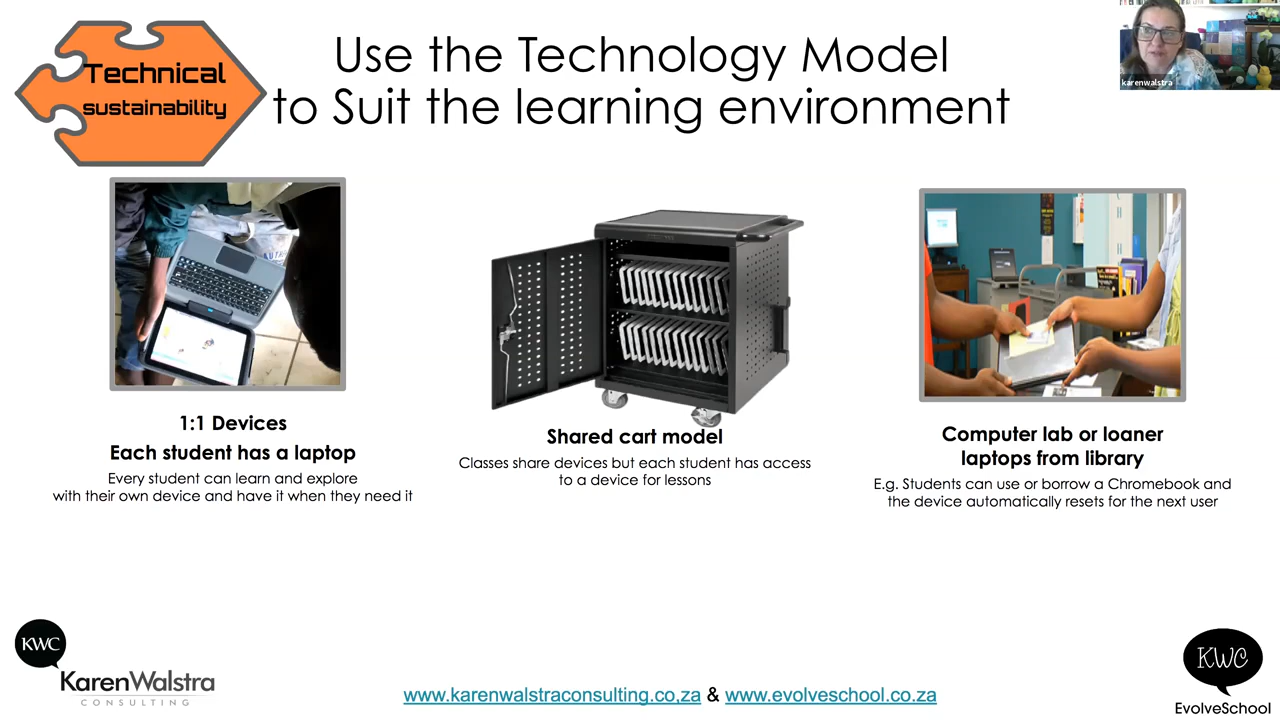 Technical
sustainability
Use the Technology Model
to Suit the learning environment
karenwalstra
1:1 Devices
Each student has a laptop
Every student can learn and explore
with their own device and have it when they need it
Shared cart model
Classes share devices but each student has access
to a device for lessons
Computer lab or loaner
laptops from library
E.g. Students can use or borrow a Chromebook and
the device automatically resets for the next user
KWC
KarenWalstra
CONSULTING
www.karenwalstraconsulting.co,za & www.evolveschool.co.za
KWC
EvolveSchool